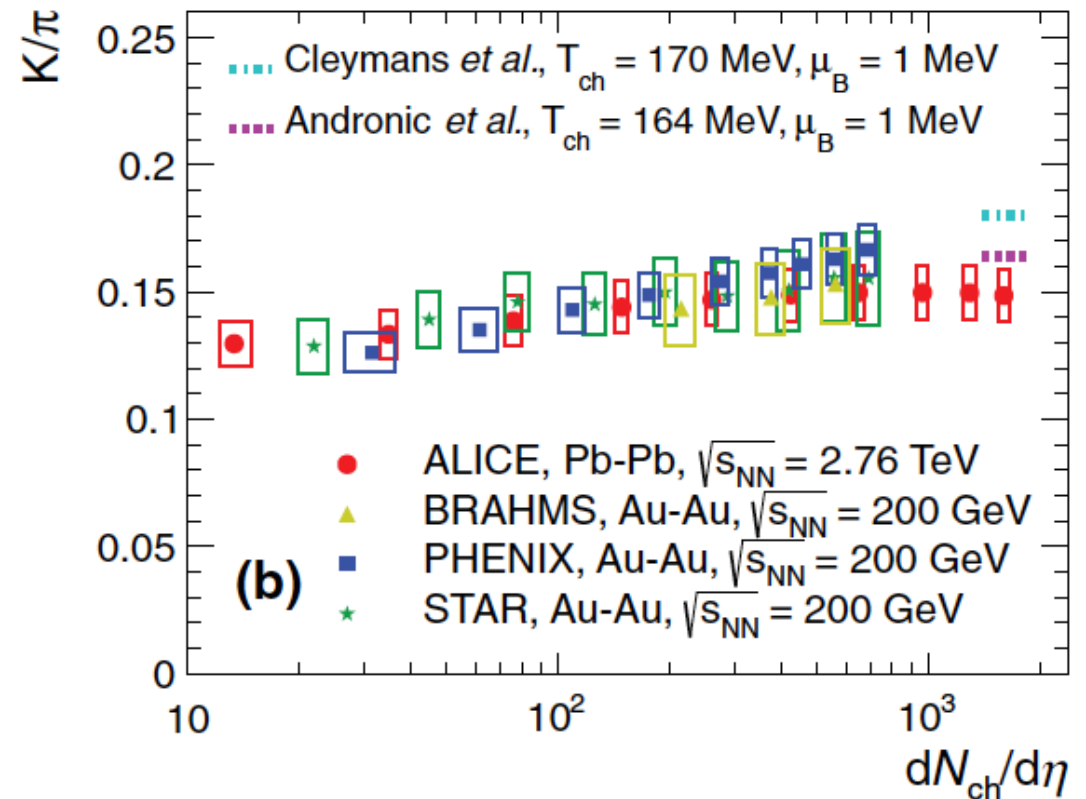 K/π
0.25
Cleymans et al., T_ch = 170 MeV, μ_B = 1 MeV
Andronic et al., T_ch = 164 MeV, μ_B = 1 MeV
0.2
0.15
0.1
ALICE, Pb-Pb, √s_NN = 2.76 TeV
BRAHMS, Au-Au, √s_NN = 200 GeV
0.05
(b)
PHENIX, Au-Au, √s_NN = 200 GeV
STAR, Au-Au, √s_NN = 200 GeV
0
10
10²
10³
dN_ch/dη